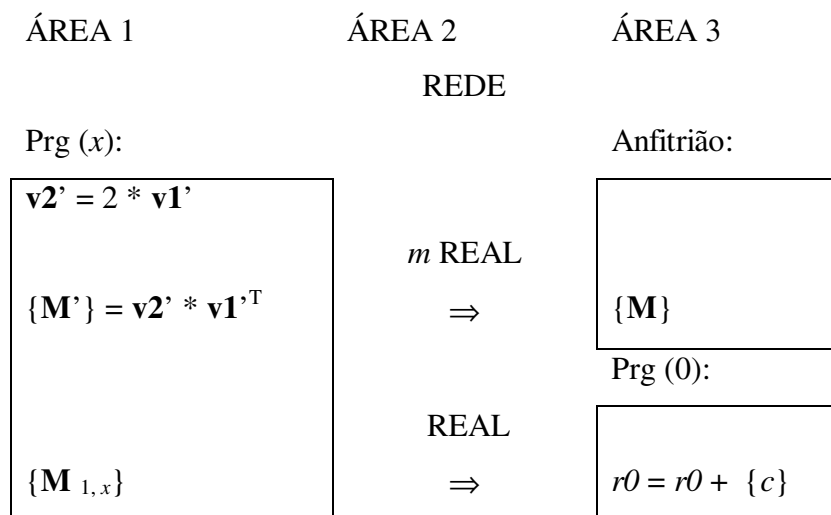 ÁREA 1 ÁREA 2 ÁREA 3
REDE
Prg (x): Anfitrião:
v2’ = 2 * v1’
m REAL
{M’} = v2’ * v1’ᵀ ⇒ {M}
Prg (0):
REAL
{M 1, x} ⇒ r0 = r0 + {c}